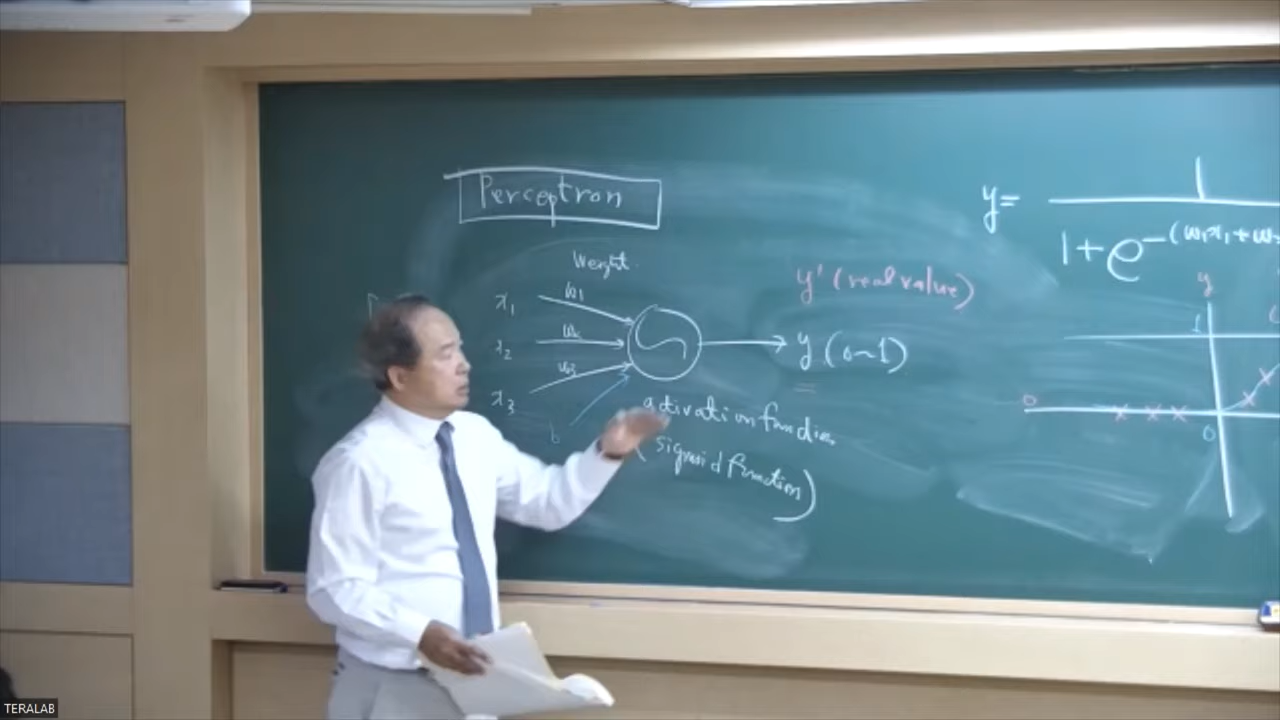 Perceptron
Weight
x1 w1
x2
x3 w3
b
y' (real value)
y (0~1)
activation function
(sigmoid function)
y= 1
1+e^-(w1x1+w2
y
1
0
0
TERALAB